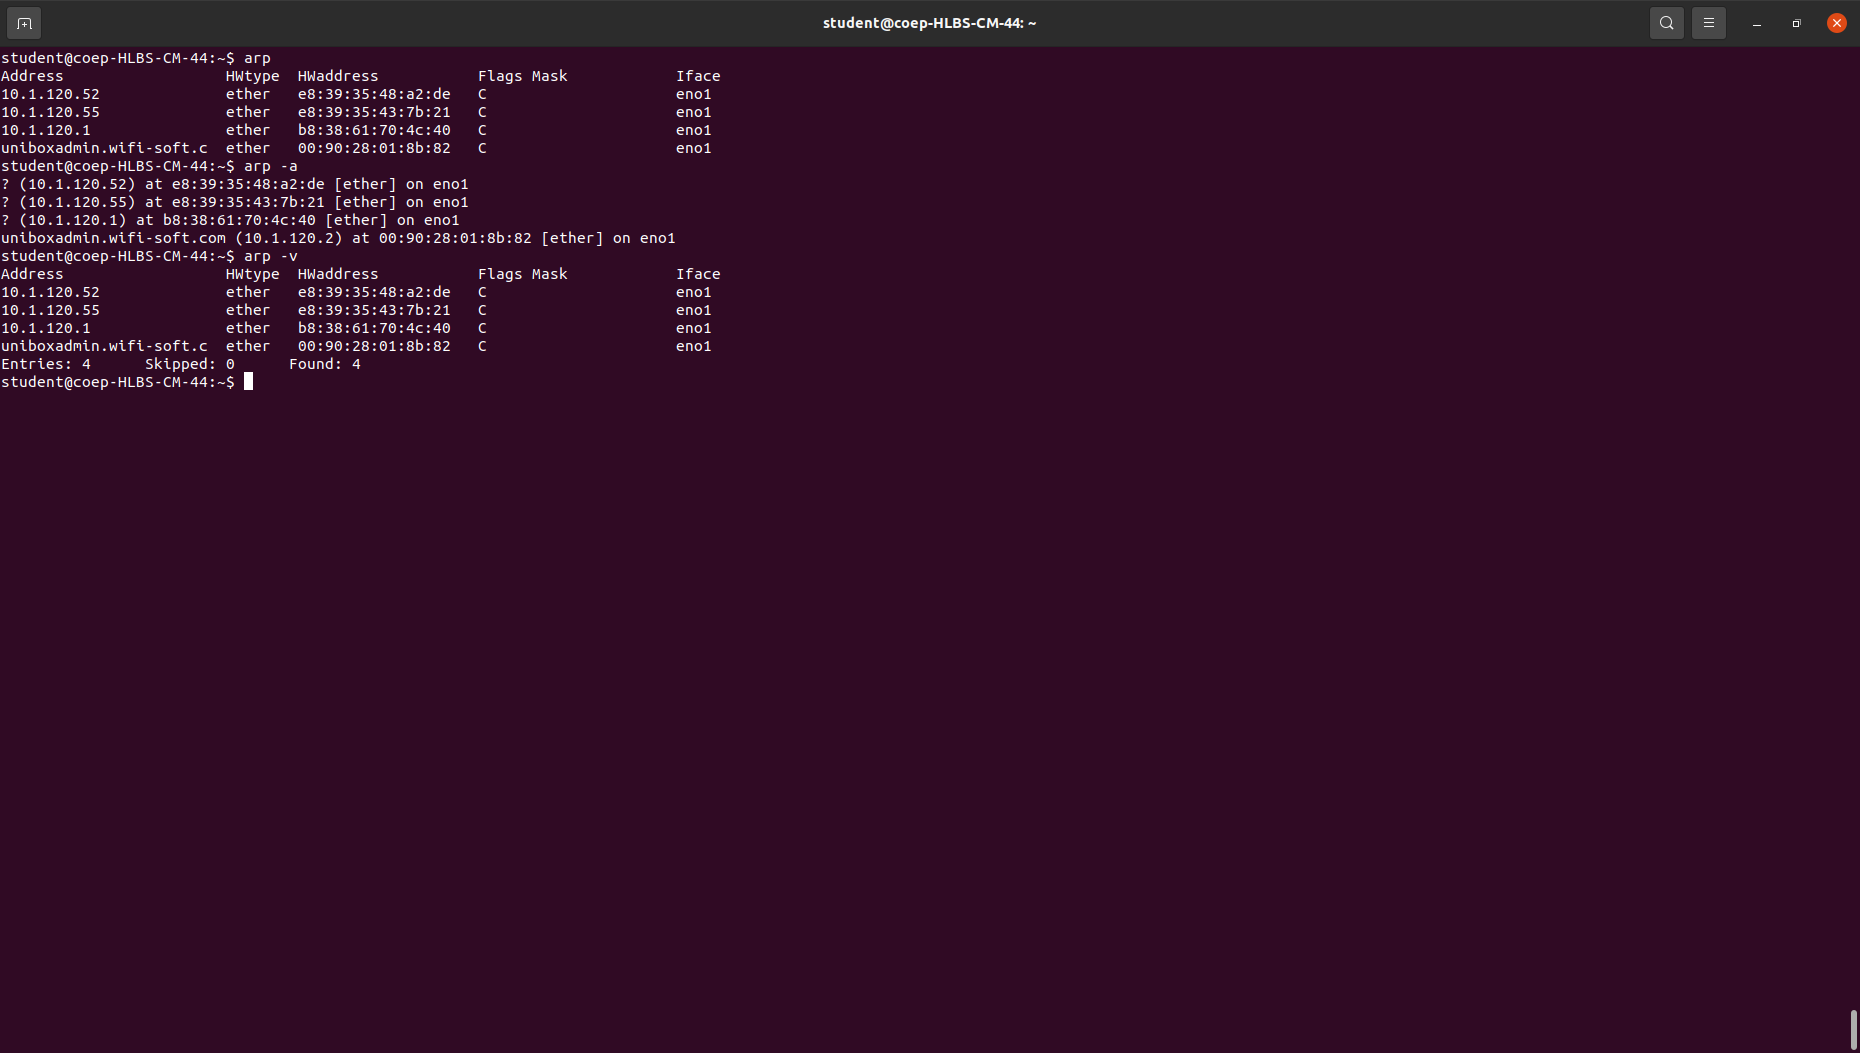 student@coep-HLBS-CM-44: ~
student@coep-HLBS-CM-44:~$ arp
Address                  HWtype  HWaddress           Flags Mask            Iface
10.1.120.52              ether   e8:39:35:48:a2:de   C                     eno1
10.1.120.55              ether   e8:39:35:43:7b:21   C                     eno1
10.1.120.1               ether   b8:38:61:70:4c:40   C                     eno1
uniboxadmin.wifi-soft.c  ether   00:90:28:01:8b:82   C                     eno1
student@coep-HLBS-CM-44:~$ arp -a
? (10.1.120.52) at e8:39:35:48:a2:de [ether] on eno1
? (10.1.120.55) at e8:39:35:43:7b:21 [ether] on eno1
? (10.1.120.1) at b8:38:61:70:4c:40 [ether] on eno1
uniboxadmin.wifi-soft.com (10.1.120.2) at 00:90:28:01:8b:82 [ether] on eno1
student@coep-HLBS-CM-44:~$ arp -v
Address                  HWtype  HWaddress           Flags Mask            Iface
10.1.120.52              ether   e8:39:35:48:a2:de   C                     eno1
10.1.120.55              ether   e8:39:35:43:7b:21   C                     eno1
10.1.120.1               ether   b8:38:61:70:4c:40   C                     eno1
uniboxadmin.wifi-soft.c  ether   00:90:28:01:8b:82   C                     eno1
Entries: 4      Skipped: 0      Found: 4
student@coep-HLBS-CM-44:~$